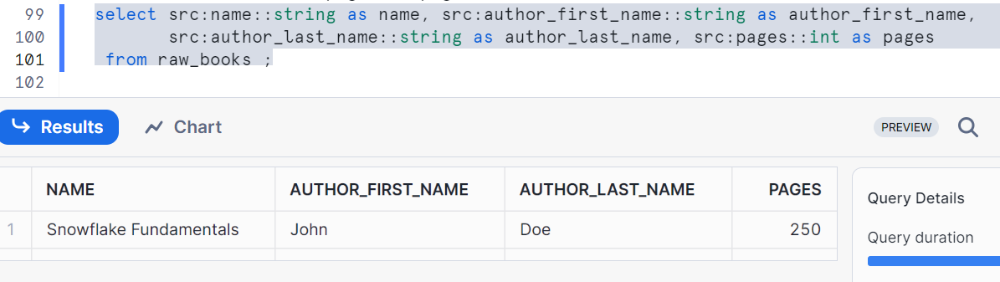 99 select src:name::string as name, src:author_first_name::string as author_first_name,
100 src:author_last_name::string as author_last_name, src:pages::int as pages
101 from raw_books ;
102
Results Chart PREVIEW
NAME AUTHOR_FIRST_NAME AUTHOR_LAST_NAME PAGES
1 Snowflake Fundamentals John Doe 250
Query Details
Query duration